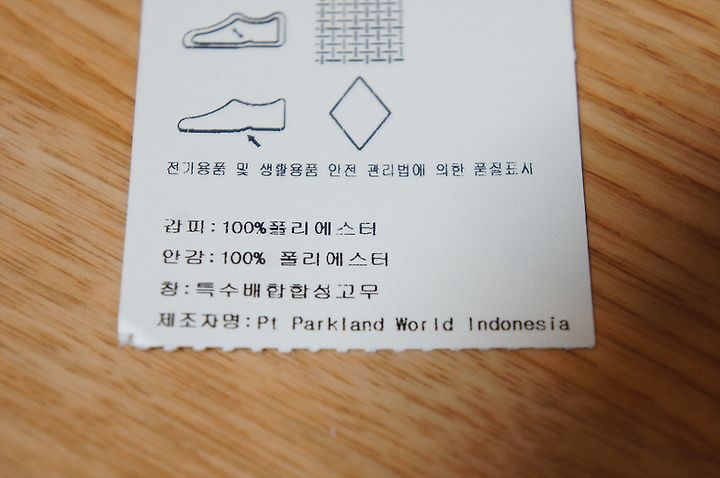 전기용품 및 생활용품 안전 관리법에 의한 품질표시
갑피:100%폴리에스터
안감:100% 폴리에스터
창:특수배합합성고무
제조자명:Pt Parkland World Indonesia